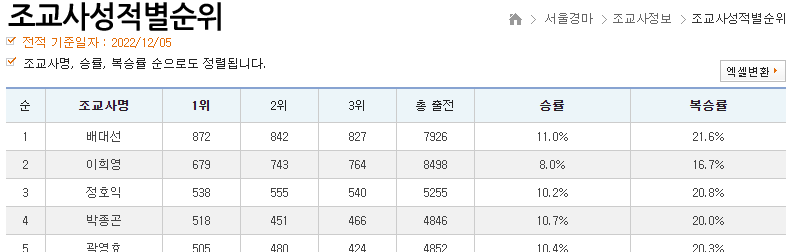 조교사성적별순위
서울경마 조교사정보 조교사성적별순위
전적 기준일자 : 2022/12/05
조교사명, 승률, 복승률 순으로도 정렬됩니다.
엑셀변환
순 조교사명 1위 2위 3위 총 출전 승률 복승률
1 배대선 872 842 827 7926 11.0% 21.6%
2 이희영 679 743 764 8498 8.0% 16.7%
3 정호익 538 555 540 5255 10.2% 20.8%
4 박종곤 518 451 466 4846 10.7% 20.0%
5 곽영효 505 480 424 4852 10.4% 20.3%